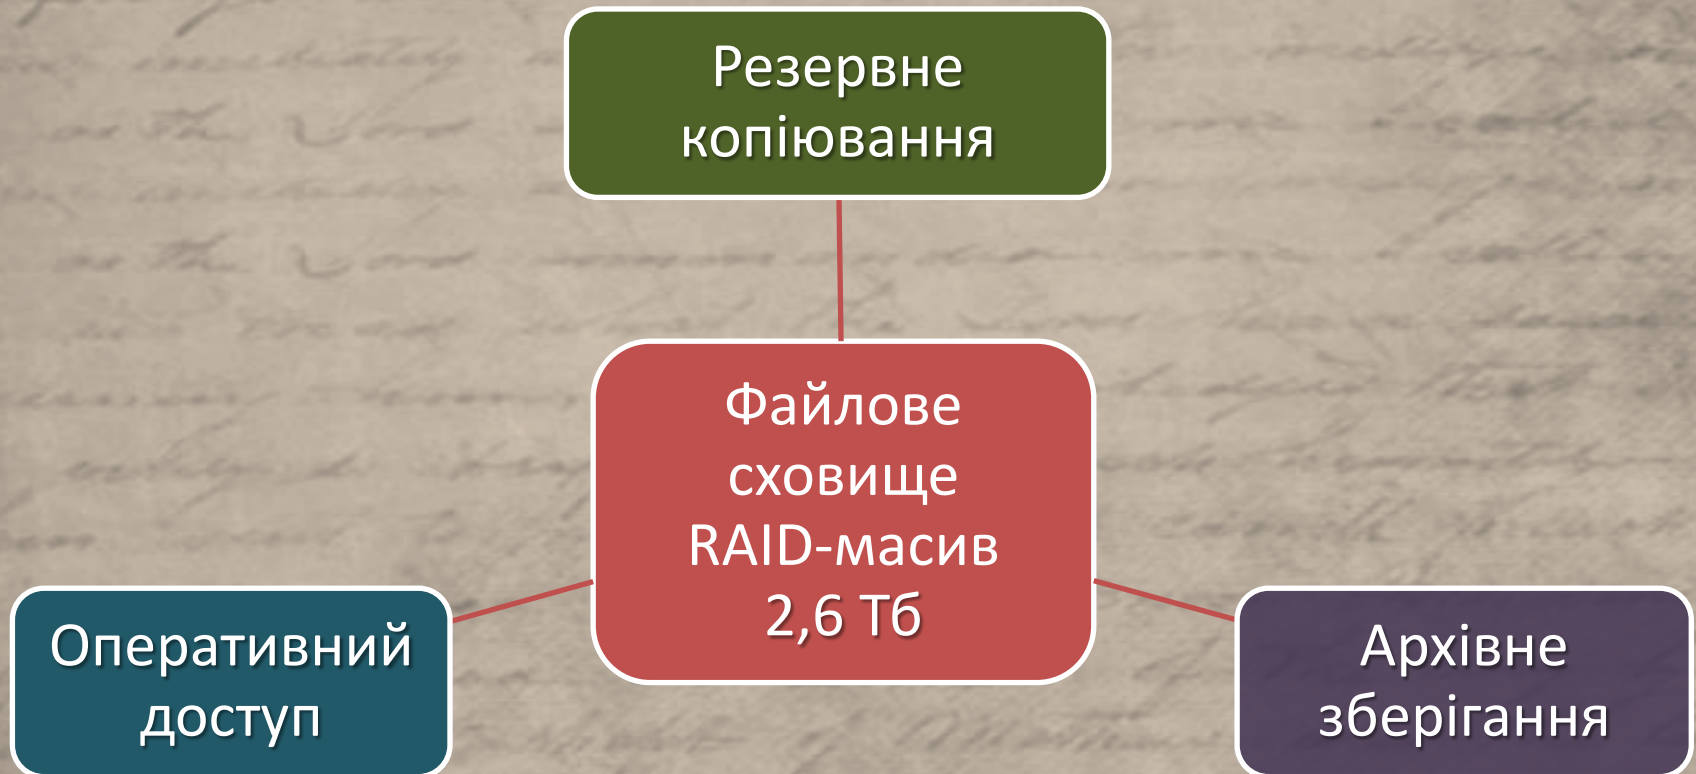 Резервне
копіювання
Файлове
сховище
RAID-масив
2,6 Тб
Оперативний
доступ
Архівне
зберігання